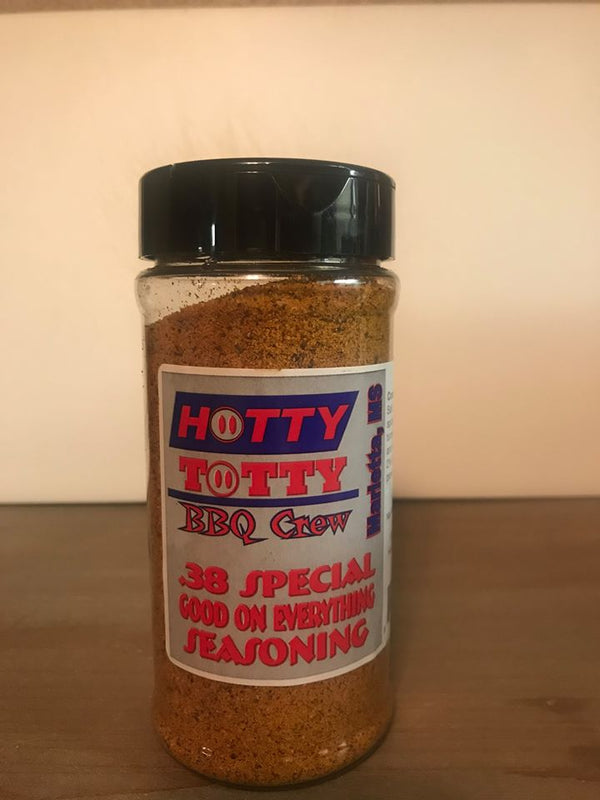 HOTTY
TOTTY
BBQ Crew
Marietta, MS
.38 SPECIAL
GOOD ON EVERYTHING
SEASONING